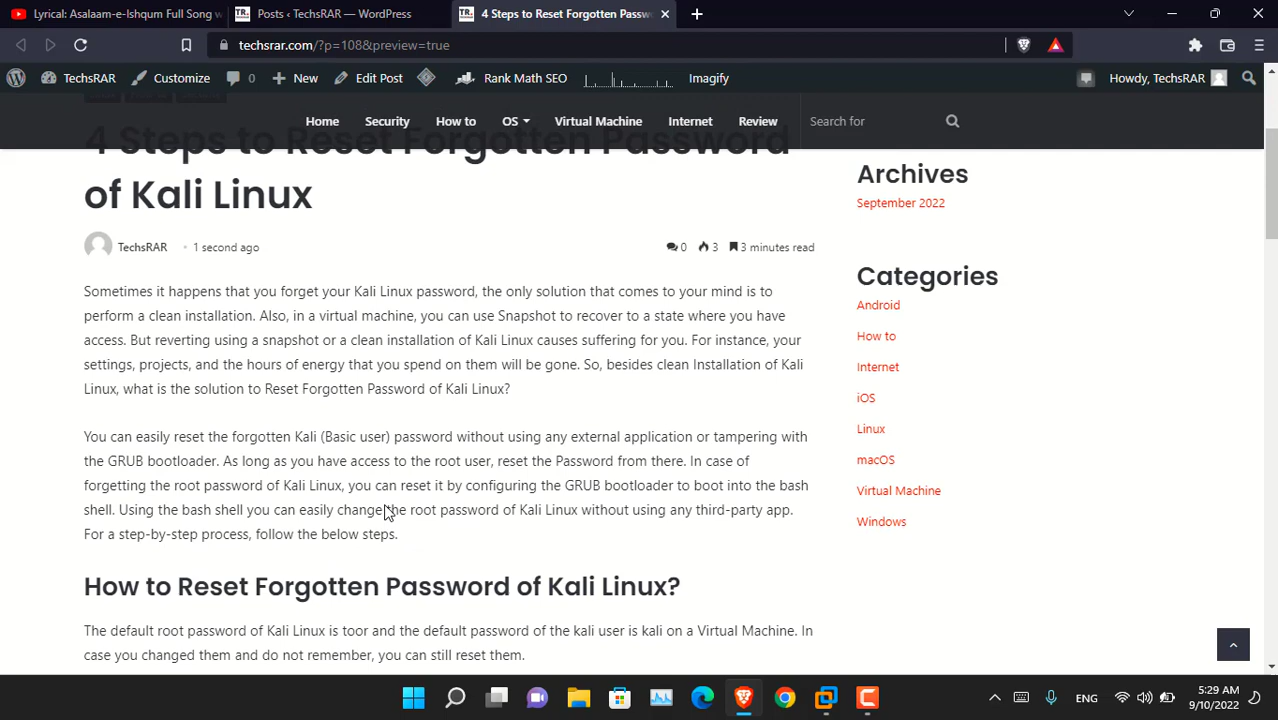 Lyrical: Asalaam-e-Ishqum Full Song w
TR. Posts ‹ TechsRAR — WordPress
TR. 4 Steps to Reset Forgotten Passw
techsrar.com/?p=108&preview=true
TechsRAR Customize 0 New Edit Post Rank Math SEO Imagify Howdy, TechsRAR
Home Security How to OS Virtual Machine Internet Review Search for
4 Steps to Reset Forgotten Password
of Kali Linux
TechsRAR • 1 second ago 0 3 3 minutes read
Sometimes it happens that you forget your Kali Linux password, the only solution that comes to your mind is to
perform a clean installation. Also, in a virtual machine, you can use Snapshot to recover to a state where you have
access. But reverting using a snapshot or a clean installation of Kali Linux causes suffering for you. For instance, your
settings, projects, and the hours of energy that you spend on them will be gone. So, besides clean Installation of Kali
Linux, what is the solution to Reset Forgotten Password of Kali Linux?
You can easily reset the forgotten Kali (Basic user) password without using any external application or tampering with
the GRUB bootloader. As long as you have access to the root user, reset the Password from there. In case of
forgetting the root password of Kali Linux, you can reset it by configuring the GRUB bootloader to boot into the bash
shell. Using the bash shell you can easily change the root password of Kali Linux without using any third-party app.
For a step-by-step process, follow the below steps.
How to Reset Forgotten Password of Kali Linux?
The default root password of Kali Linux is toor and the default password of the kali user is kali on a Virtual Machine. In
case you changed them and do not remember, you can still reset them.
Archives
September 2022
Categories
Android
How to
Internet
iOS
Linux
macOS
Virtual Machine
Windows
ENG
5:29 AM
9/10/2022